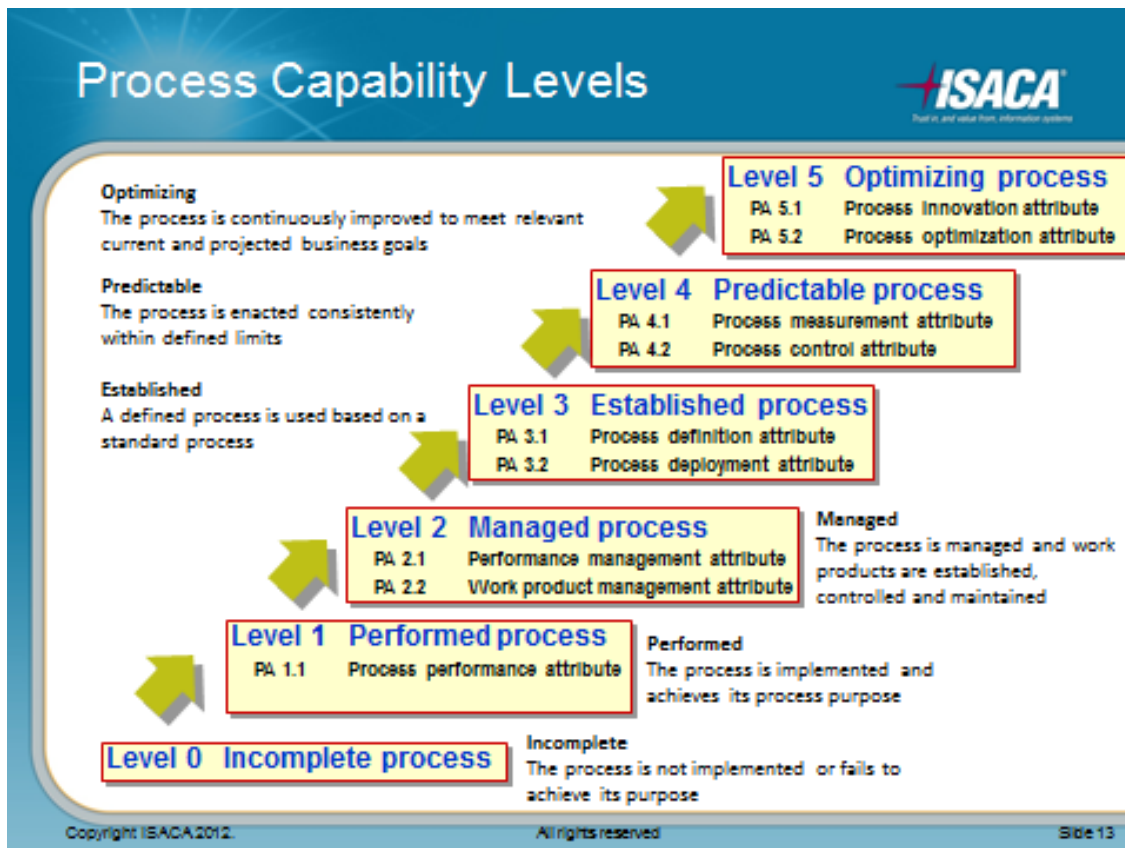 Process Capability Levels
ISACA®
Trust in, and value from, information systems
Optimizing
The process is continuously improved to meet relevant
current and projected business goals
Level 5 Optimizing process
PA 5.1 Process innovation attribute
PA 5.2 Process optimization attribute
Predictable
The process is enacted consistently
within defined limits
Level 4 Predictable process
PA 4.1 Process measurement attribute
PA 4.2 Process control attribute
Established
A defined process is used based on a
standard process
Level 3 Established process
PA 3.1 Process definition attribute
PA 3.2 Process deployment attribute
Level 2 Managed process
PA 2.1 Performance management attribute
PA 2.2 Work product management attribute
Managed
The process is managed and work
products are established,
controlled and maintained
Level 1 Performed process
PA 1.1 Process performance attribute
Performed
The process is implemented and
achieves its process purpose
Level 0 Incomplete process
Incomplete
The process is not implemented or fails to
achieve its purpose
Copyright ISACA 2012.
All rights reserved
Slide 13